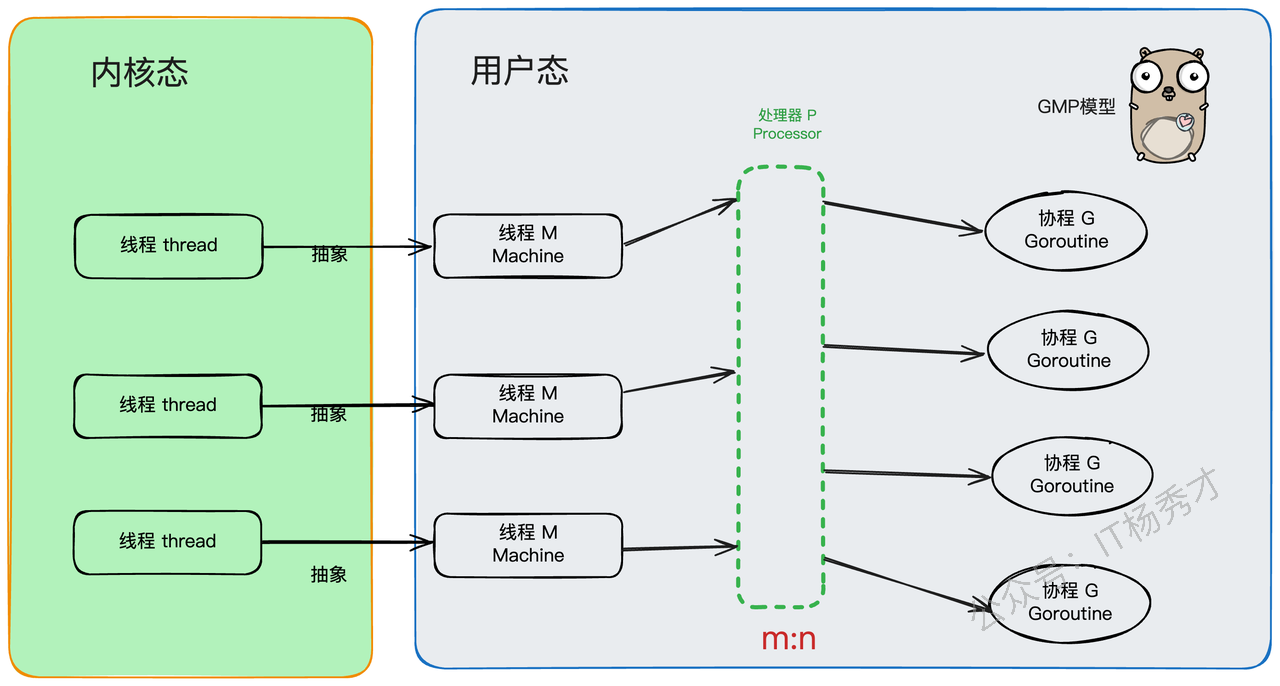 内核态
用户态
处理器 P
Processor
GMP模型
线程 thread
抽象
线程 M
Machine
协程 G
Goroutine
协程 G
Goroutine
线程 thread
抽象
线程 M
Machine
协程 G
Goroutine
线程 thread
抽象
线程 M
Machine
协程 G
Goroutine
m:n
公众号：IT杨秀才